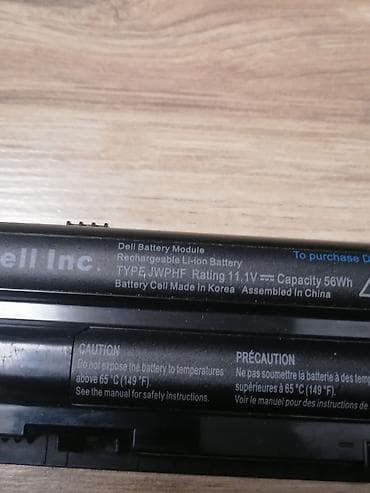 ell Inc.
Dell Battery Module
Rechargeable Li-ion Battery
TYPE JWPHF Rating 11.1V Capacity 56Wh
Battery Cell Made in Korea Assembled In China
To purchase D
CAUTION
Do not expose the battery to temperatures
above 65 °C (149 °F).
See the manual for safety instructions.
PRÉCAUTION
Ne pas soumettre la batterie à des temp
supérieures à 65 °C (149 °F).
Voir le manuel pour des instructions de